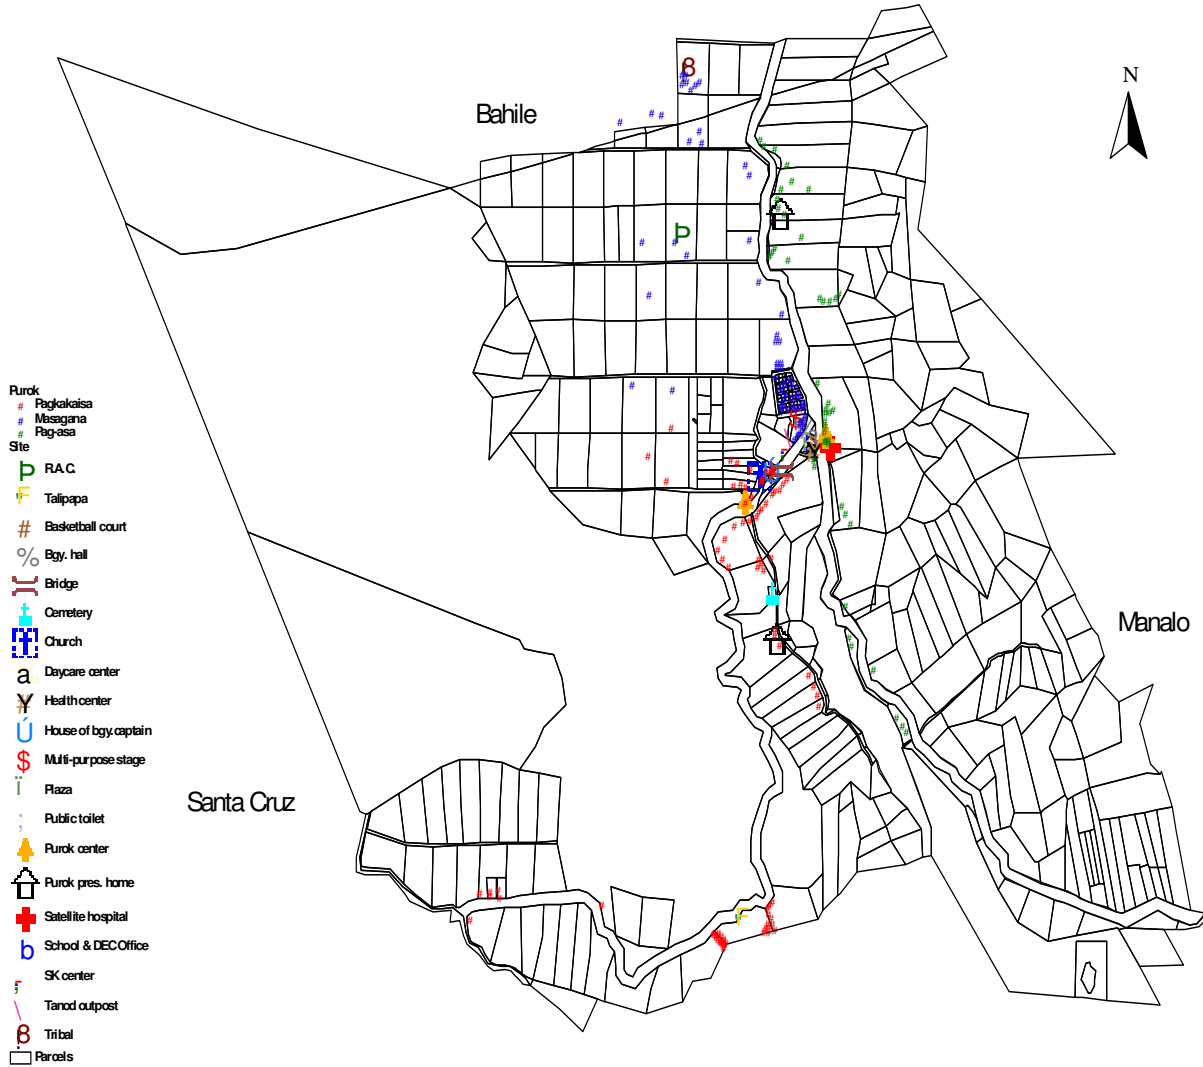 N
Bahile
Manalo
Santa Cruz
Purok
# Pagkakaisa
# Masagana
# Pag-asa
Site
Þ R.A.C.
F Talipapa
# Basketball court
% Bgy. hall
Bridge
Cemetery
Church
a Daycare center
Y Health center
Ú House of bgy. captain
$ Multi-purpose stage
Ï Plaza
; Public toilet
Purok center
Purok pres. home
Satellite hospital
b School & DEC Office
; SK center
\ Tanod outpost
8 Tribal
Parcels